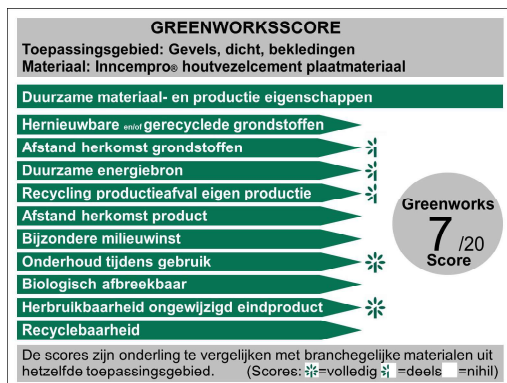 GREENWORKSSCORE
Toepassingsgebied: Gevels, dicht, bekledingen
Materiaal: Inncempro® houtvezelcement plaatmateriaal
Duurzame materiaal- en productie eigenschappen
Hernieuwbare en/of gerecyclede grondstoffen
Afstand herkomst grondstoffen
Duurzame energiebron
Recycling productieafval eigen productie
Afstand herkomst product
Bijzondere milieuwinst
Onderhoud tijdens gebruik
Biologisch afbreekbaar
Herbruikbaarheid ongewijzigd eindproduct
Recyclebaarheid
Greenworks
7 /20
Score
De scores zijn onderling te vergelijken met branchegelijke materialen uit
hetzelfde toepassingsgebied. (Scores: =volledig =deels =nihil)